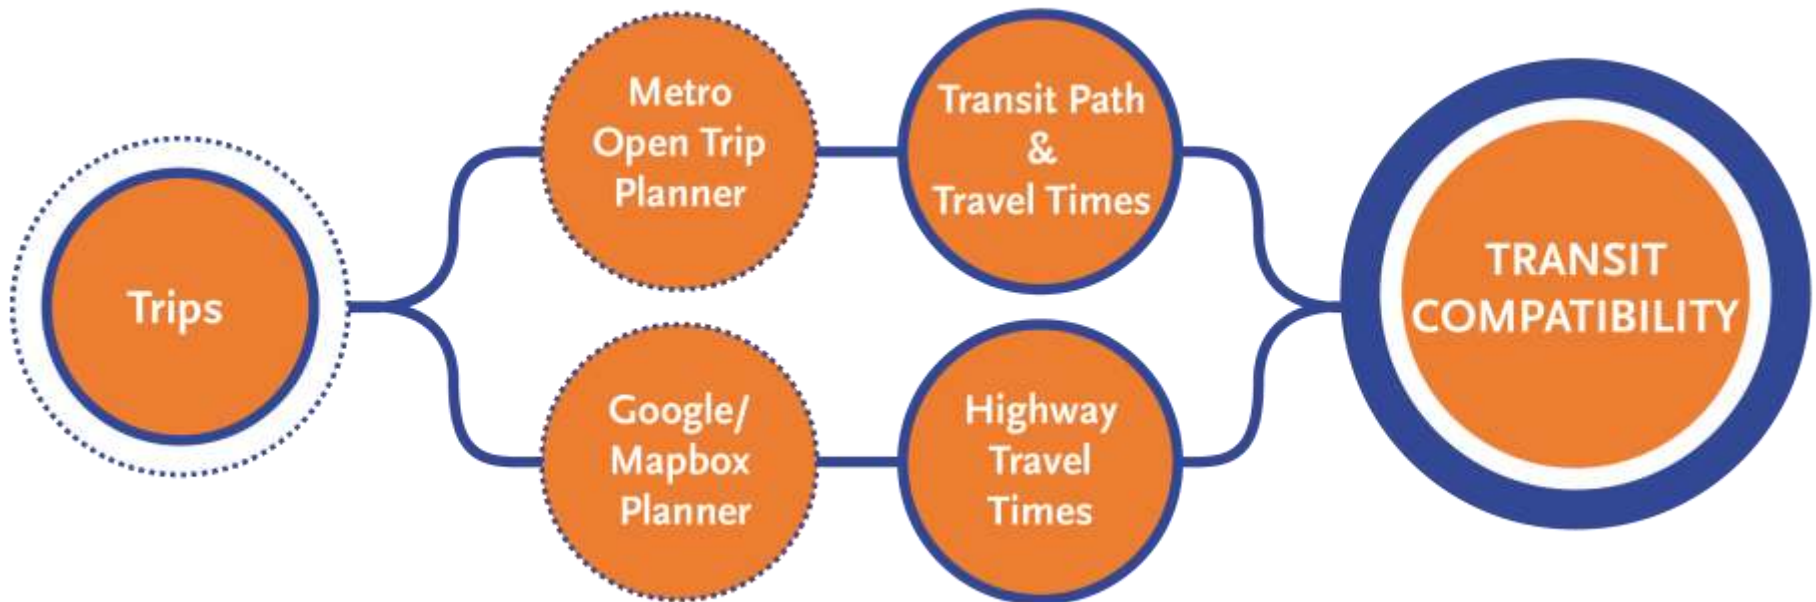 Trips
Metro
Open Trip
Planner
Transit Path
&
Travel Times
Google/
Mapbox
Planner
Highway
Travel
Times
TRANSIT
COMPATIBILITY